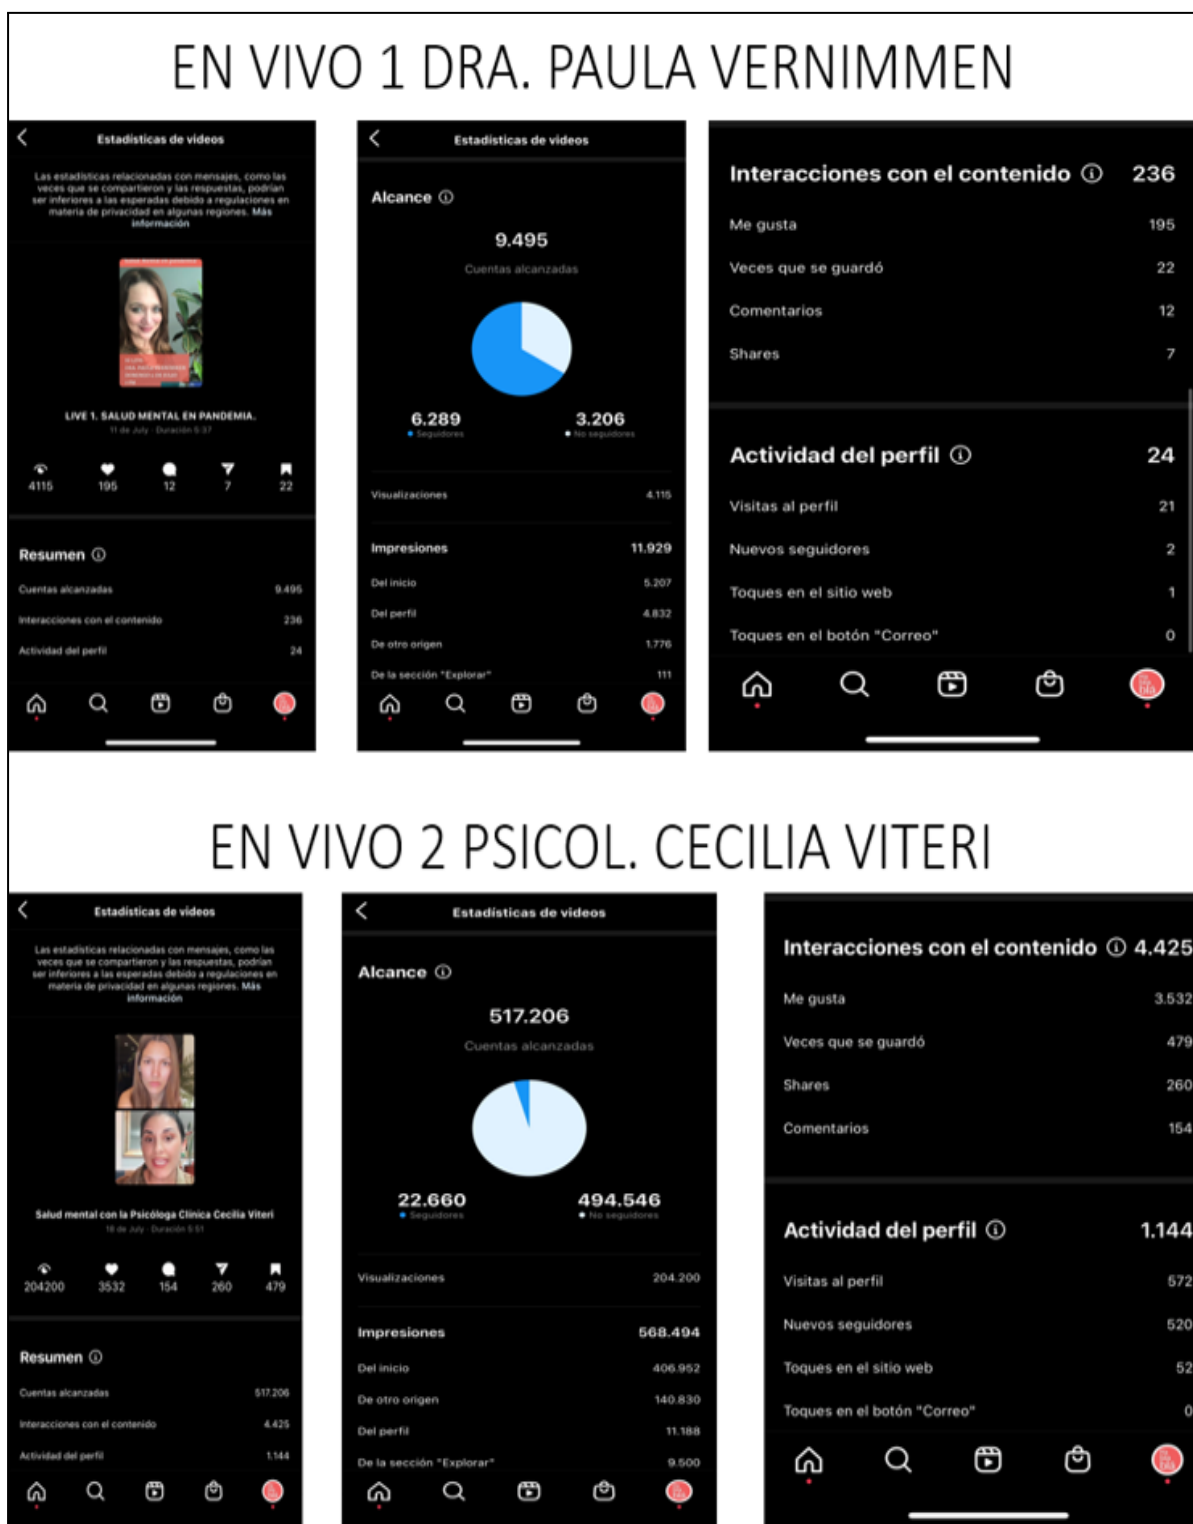 EN VIVO 1 DRA. PAULA VERNIMMEN
Estadísticas de videos
Las estadísticas relacionadas con mensajes, como las
veces que se compartieron y las respuestas, podrían
ser inferiores a las esperadas debido a regulaciones en
materia de privacidad en algunas regiones. Más
información
LIVE 1. SALUD MENTAL EN PANDEMIA.
11 de July · Duración 5:37
4115 195 12 7 22
Resumen
Cuentas alcanzadas 9.495
Interacciones con el contenido 236
Actividad del perfil 24
Estadísticas de videos
Alcance
9.495
Cuentas alcanzadas
6.289 3.206
Seguidores No seguidores
Visualizaciones 4.115
Impresiones 11.929
Del inicio 5.207
Del perfil 4.832
De otro origen 1.776
De la sección "Explorar" 111
Interacciones con el contenido 236
Me gusta 195
Veces que se guardó 22
Comentarios 12
Shares 7
Actividad del perfil 24
Visitas al perfil 21
Nuevos seguidores 2
Toques en el sitio web 1
Toques en el botón "Correo" 0
EN VIVO 2 PSICOL. CECILIA VITERI
Estadísticas de videos
Las estadísticas relacionadas con mensajes, como las
veces que se compartieron y las respuestas, podrían
ser inferiores a las esperadas debido a regulaciones en
materia de privacidad en algunas regiones. Más
información
Salud mental con la Psicóloga Clínica Cecilia Viteri
18 de July · Duración 5:51
204200 3532 154 260 479
Resumen
Cuentas alcanzadas 517.206
Interacciones con el contenido 4.425
Actividad del perfil 1.144
Estadísticas de videos
Alcance
517.206
Cuentas alcanzadas
22.660 494.546
Seguidores No seguidores
Visualizaciones 204.200
Impresiones 568.494
Del inicio 406.952
De otro origen 140.830
Del perfil 11.188
De la sección "Explorar" 9.500
Interacciones con el contenido 4.425
Me gusta 3.532
Veces que se guardó 479
Shares 260
Comentarios 154
Actividad del perfil 1.144
Visitas al perfil 572
Nuevos seguidores 520
Toques en el sitio web 52
Toques en el botón "Correo" 0